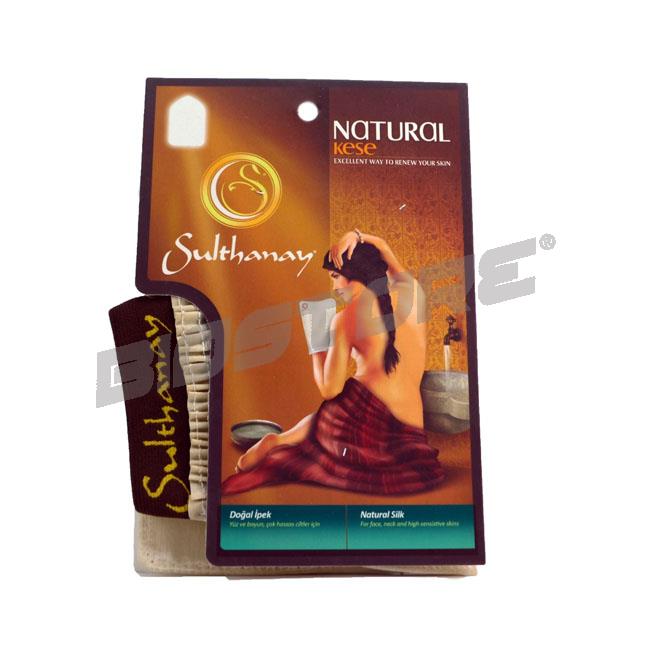 NATURAL
Kese
EXCELLENT WAY TO RENEW YOUR SKIN
Sulthanay
BIOSTORE®
Sulthanay
Doğal İpek
Yüz ve boyun, çok hassas ciltler için
Natural Silk
For face, neck and high sensistive skins